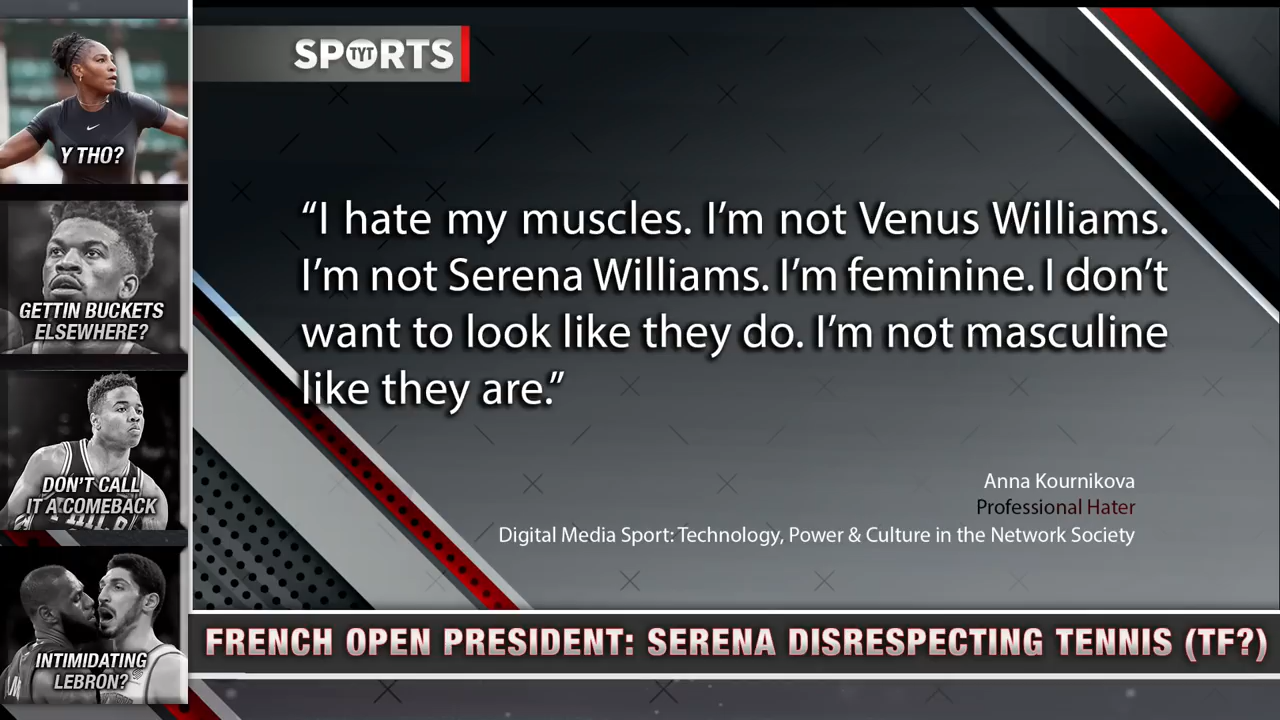 SPORTS
TYT
Y THO?
GETTIN BUCKETS
ELSEWHERE?
DON'T CALL
IT A COMEBACK
INTIMIDATING
LEBRON?
“I hate my muscles. I’m not Venus Williams.
I’m not Serena Williams. I’m feminine. I don’t
want to look like they do. I’m not masculine
like they are.”
Anna Kournikova
Professional Hater
Digital Media Sport: Technology, Power & Culture in the Network Society
FRENCH OPEN PRESIDENT: SERENA DISRESPECTING TENNIS (TF?)